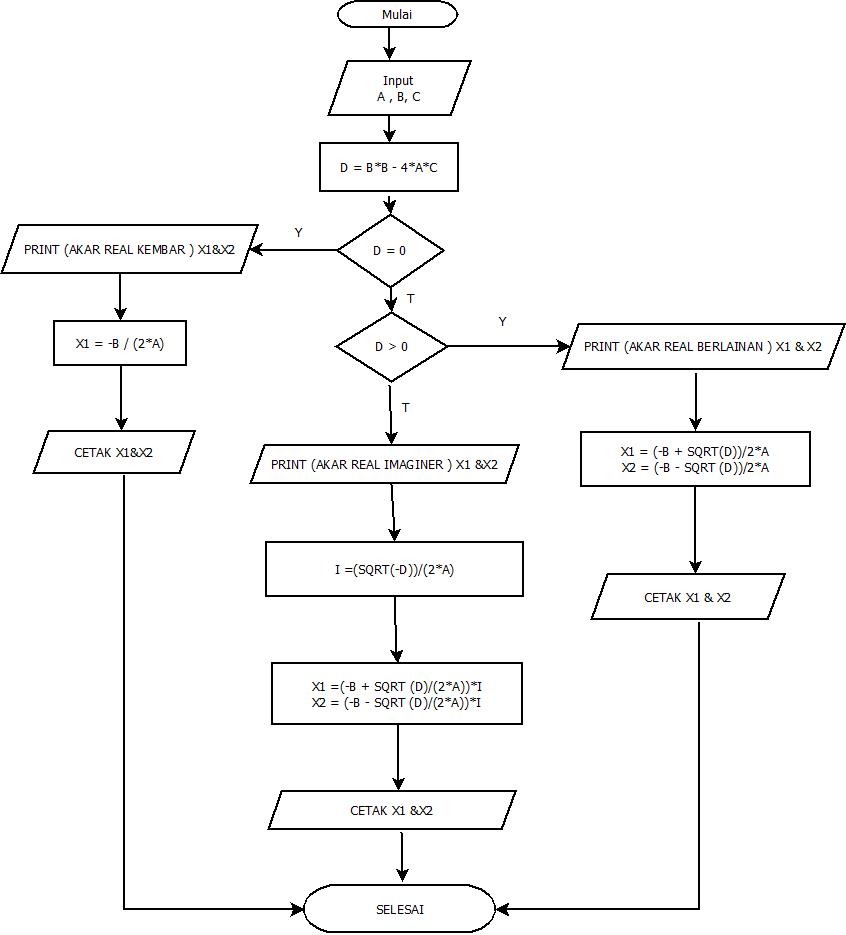 Mulai
Input
A , B, C
D = B*B - 4*A*C
D = 0
Y
PRINT (AKAR REAL KEMBAR ) X1&X2
T
X1 = -B / (2*A)
D > 0
Y
PRINT (AKAR REAL BERLAINAN ) X1 & X2
T
CETAK X1&X2
PRINT (AKAR REAL IMAGINER ) X1 &X2
X1 = (-B + SQRT(D))/2*A
X2 = (-B - SQRT (D))/2*A
I =(SQRT(-D))/(2*A)
CETAK X1 & X2
X1 =(-B + SQRT (D)/(2*A))*I
X2 = (-B - SQRT (D)/(2*A))*I
CETAK X1 &X2
SELESAI